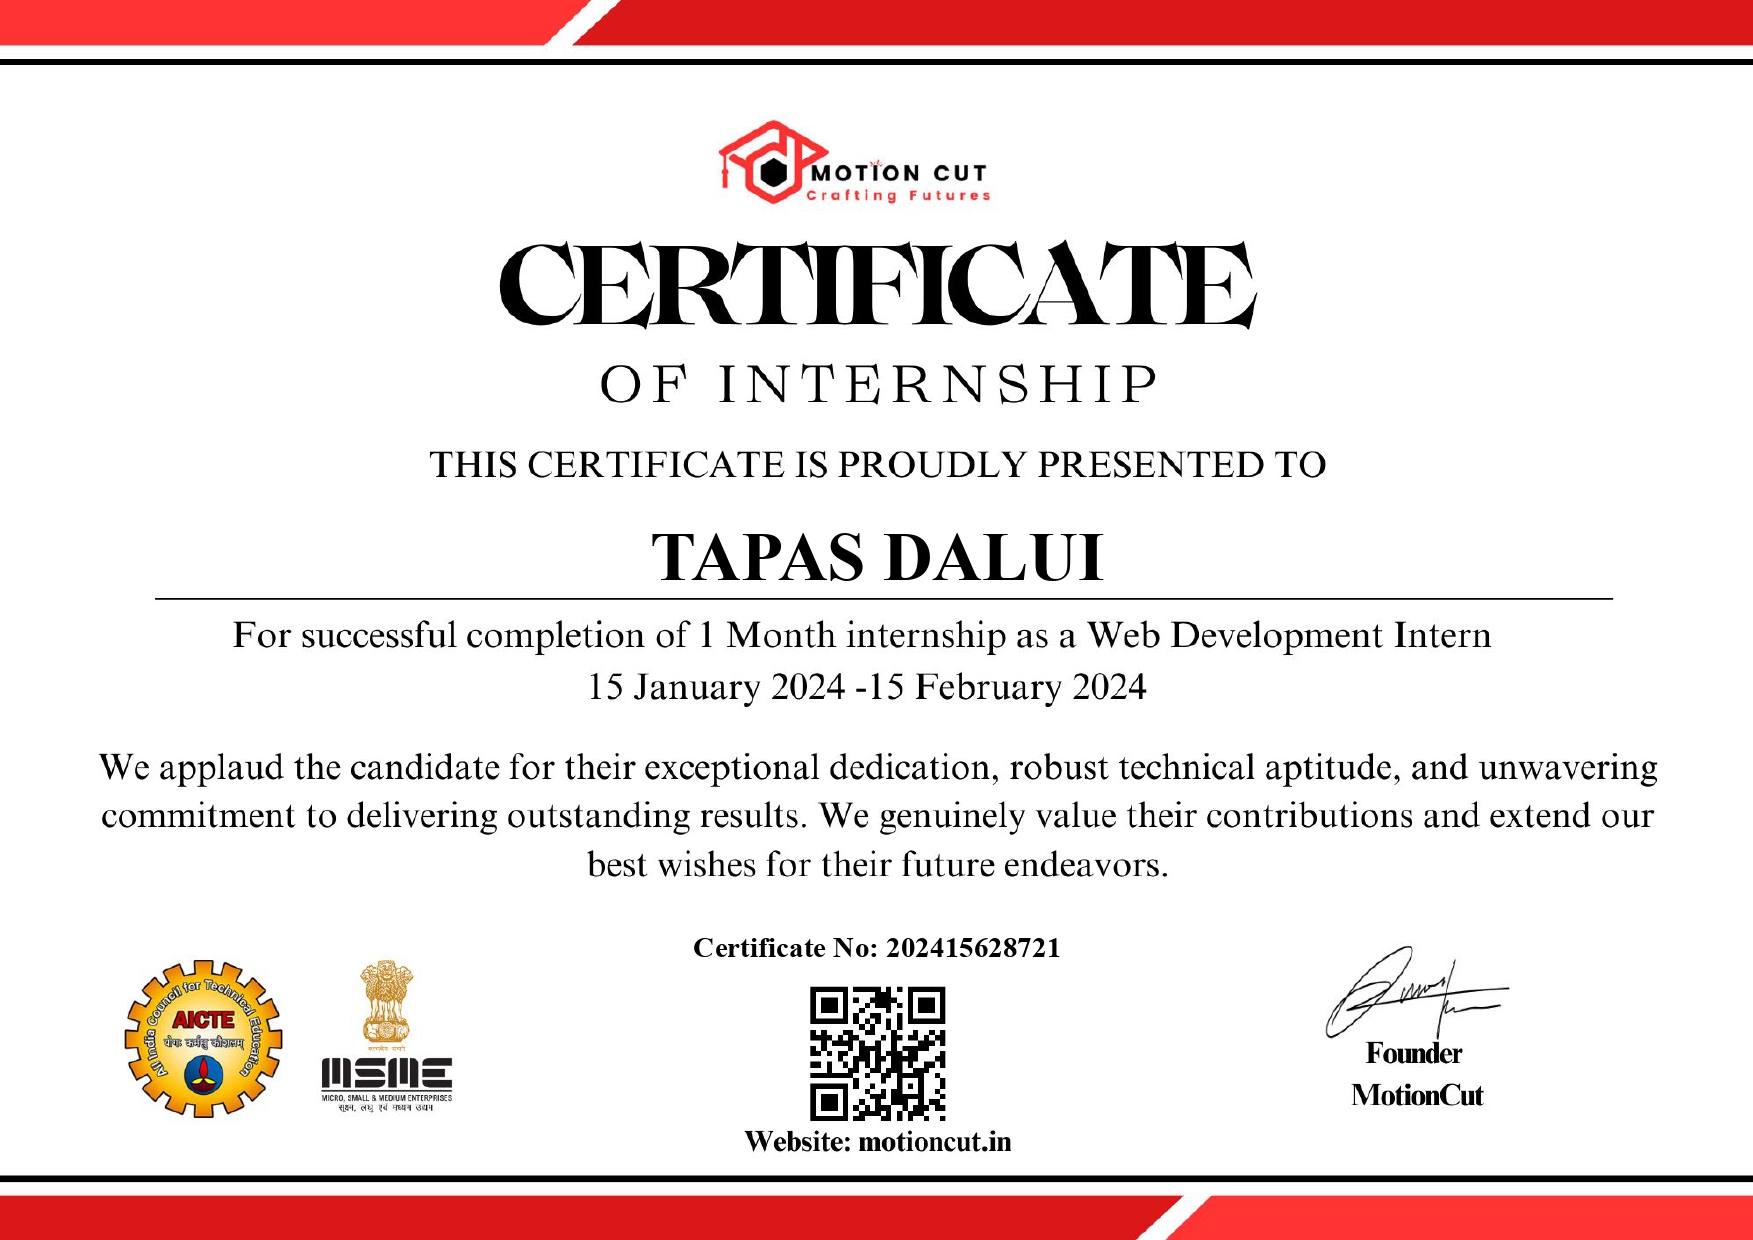 MOTION CUT
Crafting Futures
CERTIFICATE
OF INTERNSHIP
THIS CERTIFICATE IS PROUDLY PRESENTED TO
TAPAS DALUI
For successful completion of 1 Month internship as a Web Development Intern
15 January 2024 -15 February 2024
We applaud the candidate for their exceptional dedication, robust technical aptitude, and unwavering
commitment to delivering outstanding results. We genuinely value their contributions and extend our
best wishes for their future endeavors.
Certificate No: 202415628721
All India Council for Technical Education
AICTE
योगः कर्मसु कौशलम्
सत्यमेव जयते
MSME
MICRO, SMALL & MEDIUM ENTERPRISES
सूक्ष्म, लघु एवं मध्यम उद्यम
Website: motioncut.in
Founder
MotionCut